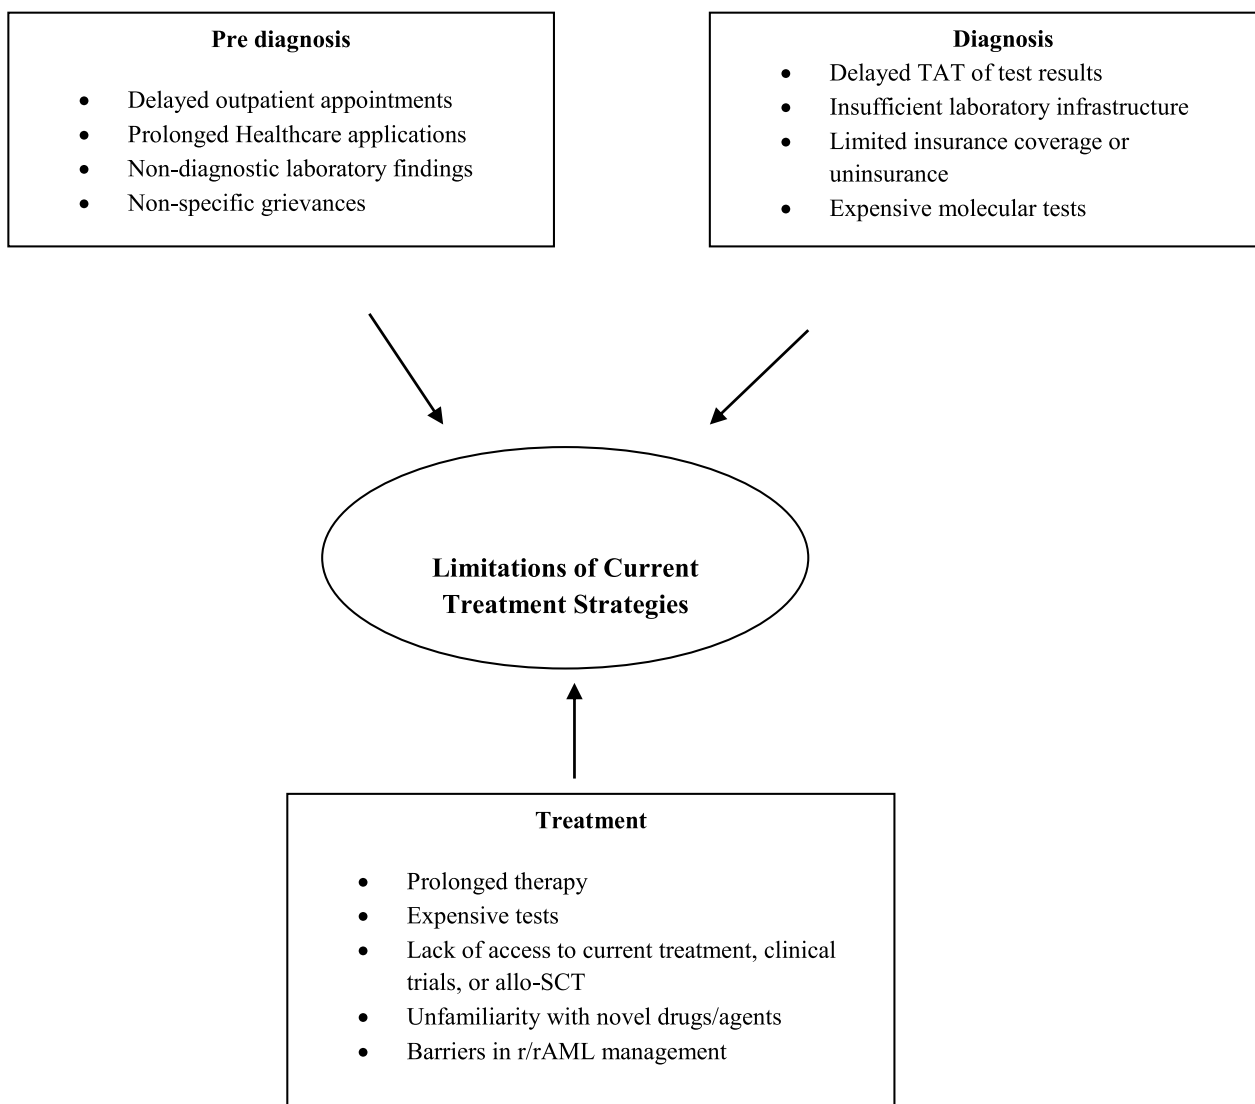 Pre diagnosis
• Delayed outpatient appointments
• Prolonged Healthcare applications
• Non-diagnostic laboratory findings
• Non-specific grievances
Diagnosis
• Delayed TAT of test results
• Insufficient laboratory infrastructure
• Limited insurance coverage or
uninsurance
• Expensive molecular tests
Limitations of Current
Treatment Strategies
Treatment
• Prolonged therapy
• Expensive tests
• Lack of access to current treatment, clinical
trials, or allo-SCT
• Unfamiliarity with novel drugs/agents
• Barriers in r/rAML management